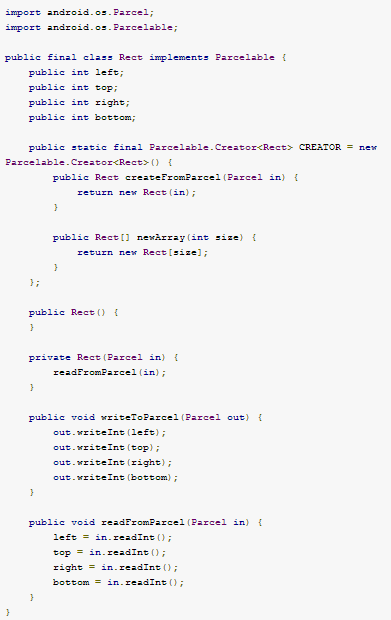 import android.os.Parcel;
import android.os.Parcelable;

public final class Rect implements Parcelable {
    public int left;
    public int top;
    public int right;
    public int bottom;

    public static final Parcelable.Creator<Rect> CREATOR = new
Parcelable.Creator<Rect>() {
        public Rect createFromParcel(Parcel in) {
            return new Rect(in);
        }

        public Rect[] newArray(int size) {
            return new Rect[size];
        }
    };

    public Rect() {
    }

    private Rect(Parcel in) {
        readFromParcel(in);
    }

    public void writeToParcel(Parcel out) {
        out.writeInt(left);
        out.writeInt(top);
        out.writeInt(right);
        out.writeInt(bottom);
    }

    public void readFromParcel(Parcel in) {
        left = in.readInt();
        top = in.readInt();
        right = in.readInt();
        bottom = in.readInt();
    }
}